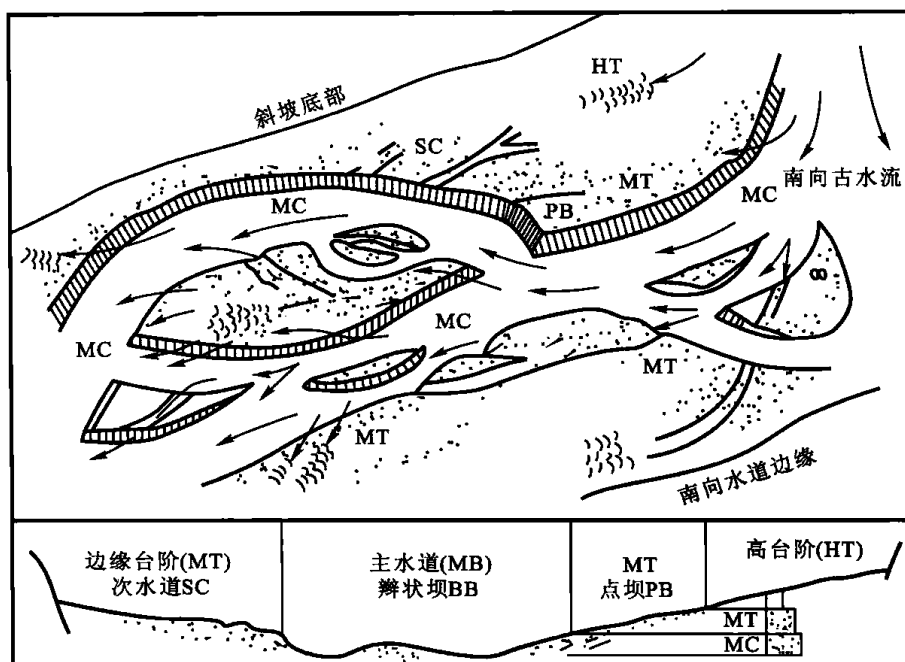 HT
斜坡底部
SC
MT
南向古水流
MC
PB
MC
MC
MC
MT
MT
南向水道边缘
边缘台阶(MT)
次水道SC
主水道(MB)
辫状坝BB
MT
点坝PB
高台阶(HT)
MT
MC